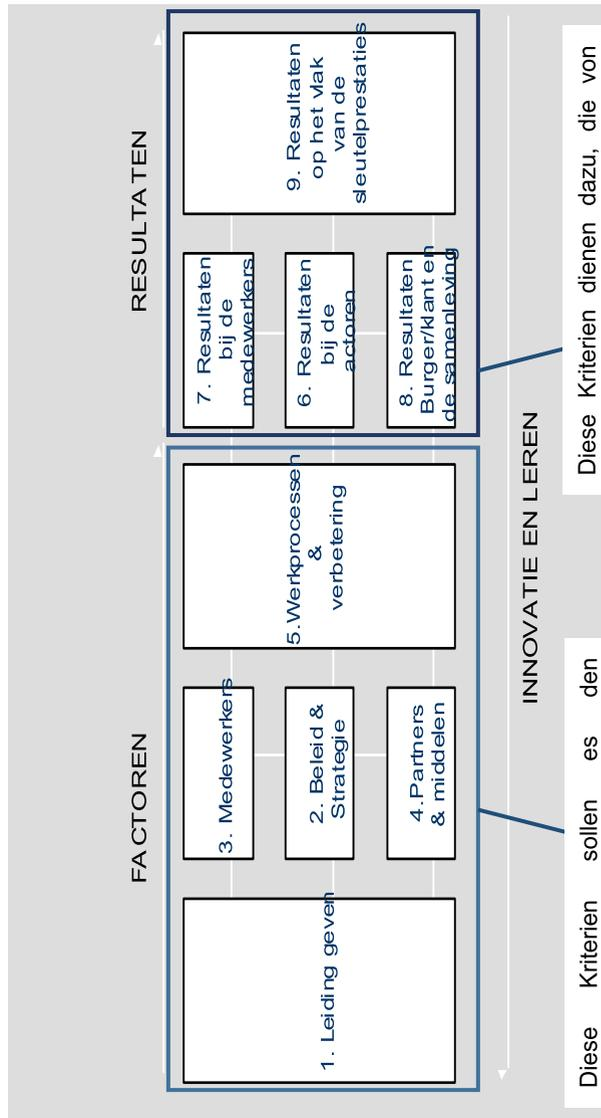 FACTOREN
RESULTATEN
1. Leiding geven
3. Medewerkers
2. Beleid &
Strategie
4.Partners
& middelen
5.Werkprocessen
&
verbetering
7. Resultaten
bij de
medewerkers
6. Resultaten
bij de
actoren
8. Resultaten
Burger/klant en
de samenleving
9. Resultaten
op het vlak
van de
sleutelprestaties
INNOVATIE EN LEREN
Diese Kriterien sollen es den
Diese Kriterien dienen dazu, die von